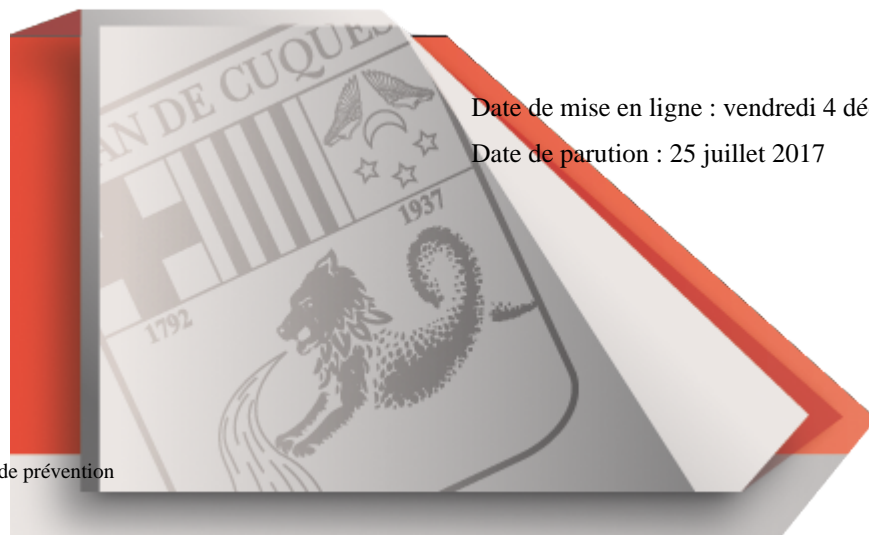 AN DE CUQUES
Date de mise en ligne : vendredi 4 dé
Date de parution : 25 juillet 2017
1937
1792
de prévention